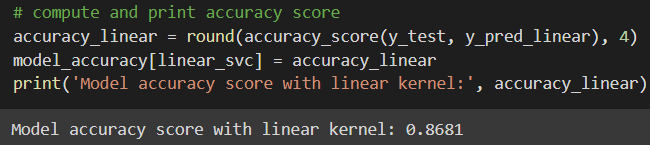 # compute and print accuracy score
accuracy_linear = round(accuracy_score(y_test, y_pred_linear), 4)
model_accuracy[linear_svc] = accuracy_linear
print('Model accuracy score with linear kernel:', accuracy_linear)
Model accuracy score with linear kernel: 0.8681